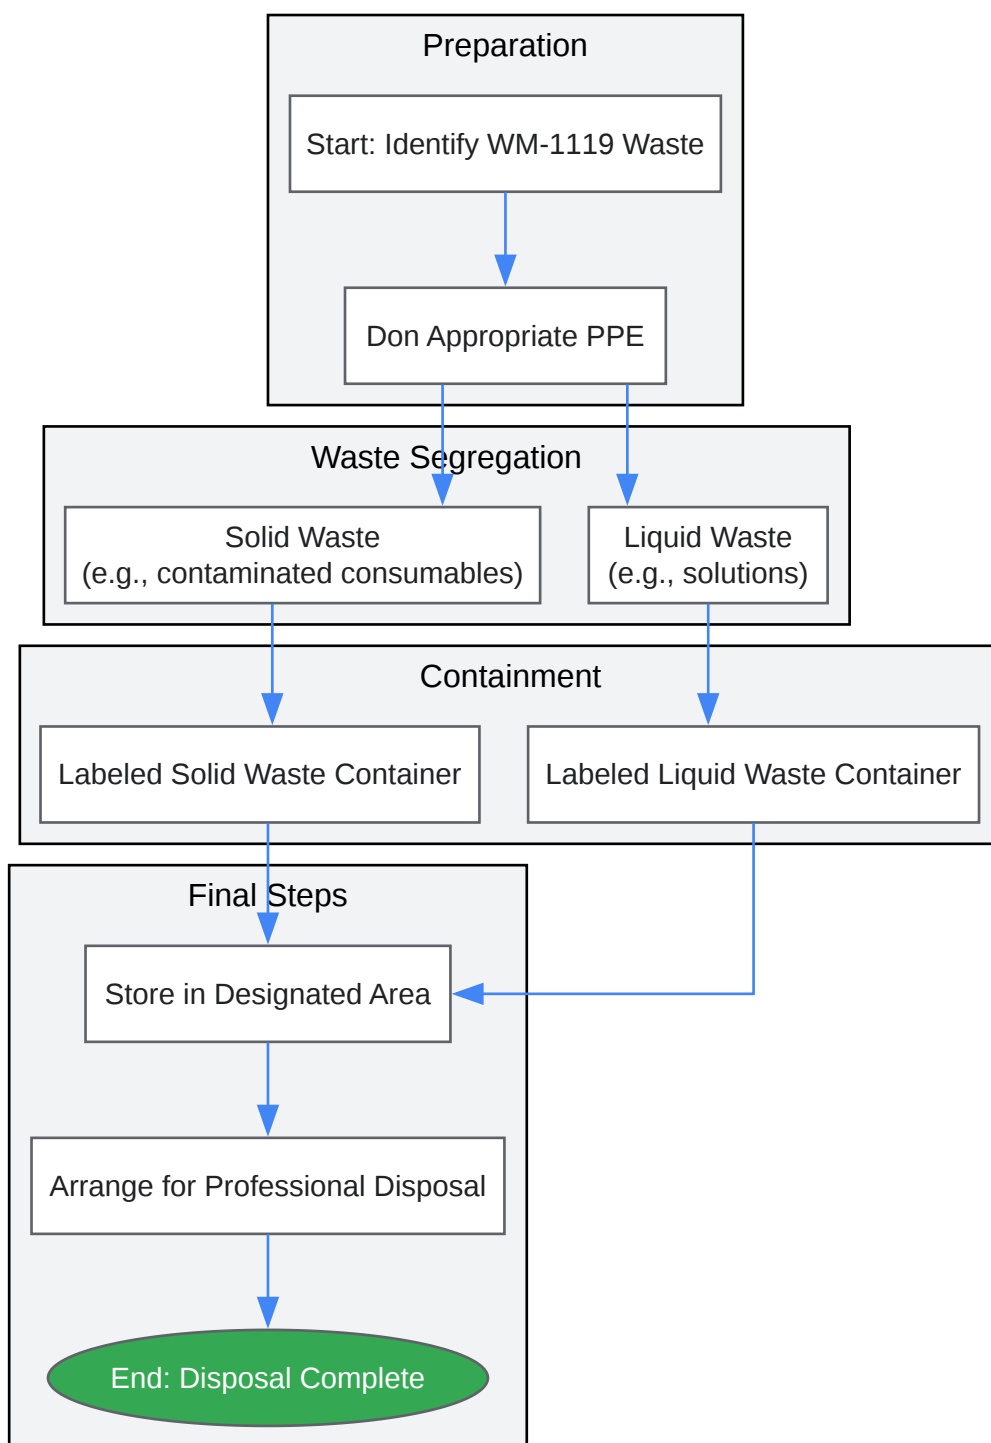 Preparation
Start: Identify WM-1119 Waste
Don Appropriate PPE
Waste Segregation
Solid Waste
(e.g., contaminated consumables)
Liquid Waste
(e.g., solutions)
Containment
Labeled Solid Waste Container
Labeled Liquid Waste Container
Final Steps
Store in Designated Area
Arrange for Professional Disposal
End: Disposal Complete